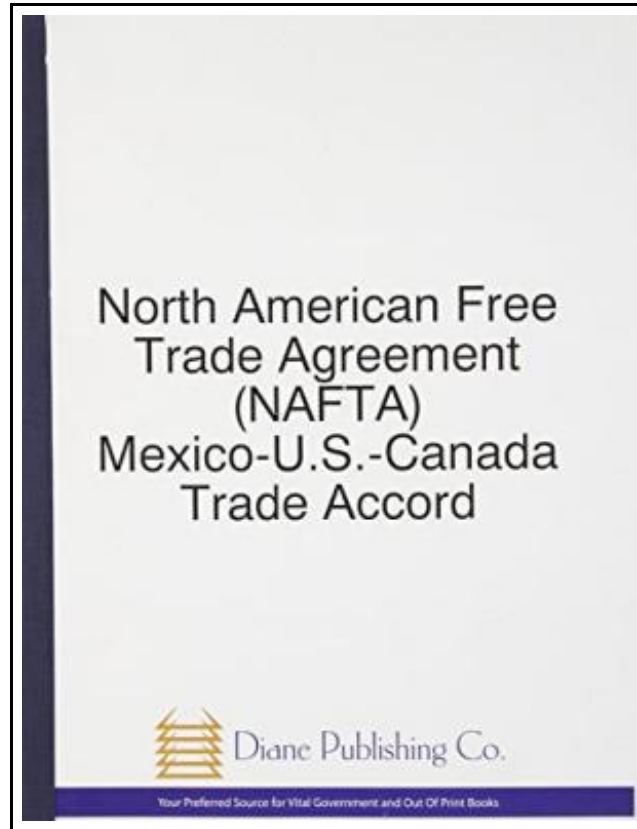 North American Free
Trade Agreement
(NAFTA)
Mexico-U.S.-Canada
Trade Accord
Diane Publishing Co.
Your Preferred Source for Vital Government and Out Of Print Books